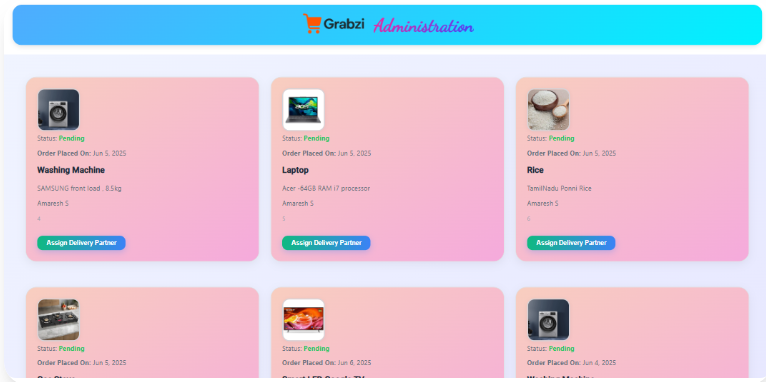 Grabzi Administration
Status: Pending
Order Placed On: Jun 5, 2025
Washing Machine
SAMSUNG front load , 8.5kg
Amaresh S
4
Assign Delivery Partner
Status: Pending
Order Placed On: Jun 5, 2025
Laptop
Acer -64GB RAM i7 processor
Amaresh S
Assign Delivery Partner
Status: Pending
Order Placed On: Jun 5, 2025
Rice
TamilNadu Ponni Rice
Amaresh S
6
Assign Delivery Partner
Status: Pending
Order Placed On: Jun 5, 2025
Status: Pending
Order Placed On: Jun 6, 2025
Status: Pending
Order Placed On: Jun 4, 2025
Washing Machine